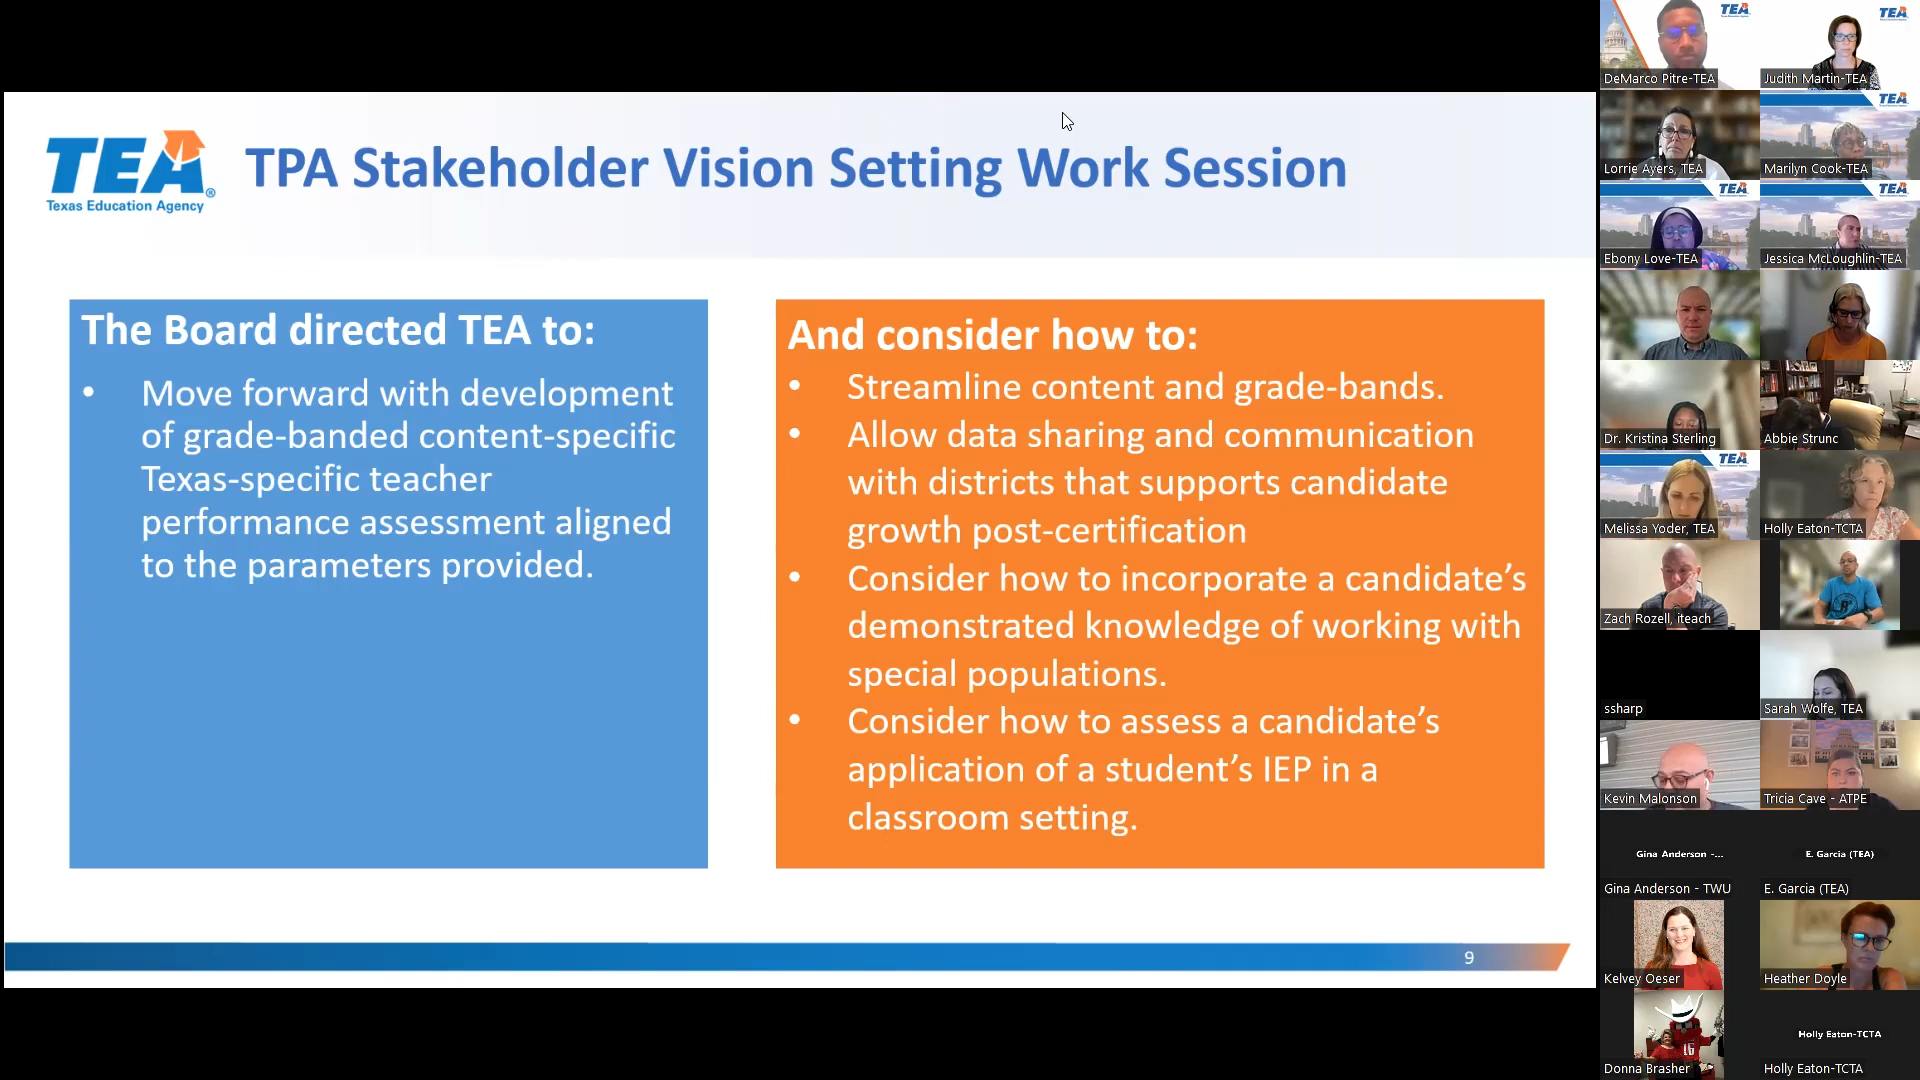 TEA
Texas Education Agency
TPA Stakeholder Vision Setting Work Session
The Board directed TEA to:
• Move forward with development
of grade-banded content-specific
Texas-specific teacher
performance assessment aligned
to the parameters provided.
And consider how to:
• Streamline content and grade-bands.
• Allow data sharing and communication
with districts that supports candidate
growth post-certification
• Consider how to incorporate a candidate’s
demonstrated knowledge of working with
special populations.
• Consider how to assess a candidate’s
application of a student’s IEP in a
classroom setting.
9
TEA
DeMarco Pitre-TEA
TEA
Judith Martin-TEA
Lorrie Ayers, TEA
TEA
Marilyn Cook-TEA
TEA
Ebony Love-TEA
TEA
Jessica McLoughlin-TEA
Dr. Kristina Sterling
Abbie Strunc
TEA
Melissa Yoder, TEA
Holly Eaton-TCTA
Zach Rozell, iteach
ssharp
Sarah Wolfe, TEA
Kevin Malonson
Tricia Cave - ATPE
Gina Anderson -...
Gina Anderson - TWU
E. Garcia (TEA)
E. Garcia (TEA)
Kelvey Oeser
Heather Doyle
Donna Brasher
Holly Eaton-TCTA
Holly Eaton-TCTA